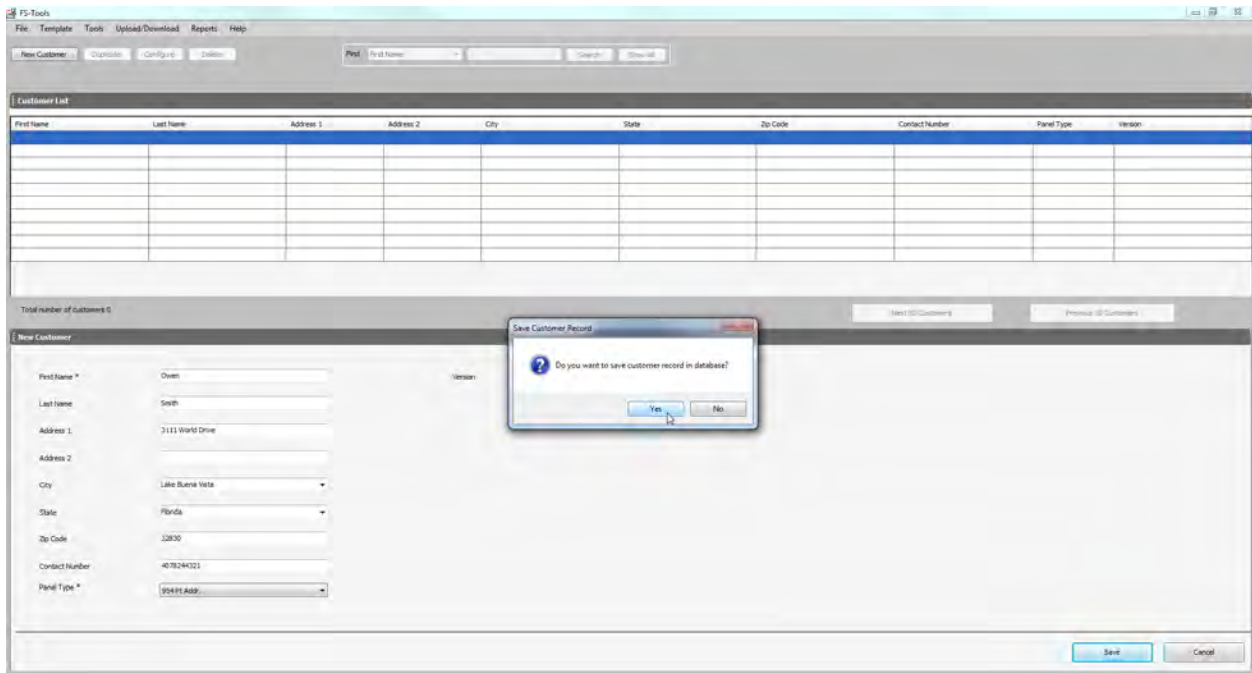 FS-Tools
File Template Tools Upload/Download Reports Help
New Customer Duplicate Configure Delete Find First Name Search Show All
Customer List
First Name Last Name Address 1 Address 2 City State Zip Code Contact Number Panel Type Version
Total number of customers 0 Next 10 Customers Previous 10 Customers
New Customer
Save Customer Record
Do you want to save customer record in database?
Yes No
First Name * Owen Version
Last Name Smith
Address 1 3111 World Drive
Address 2
City Lake Buena Vista
State Florida
Zip Code 32830
Contact Number 4078244321
Panel Type * 954 Pt Addr...
Save Cancel